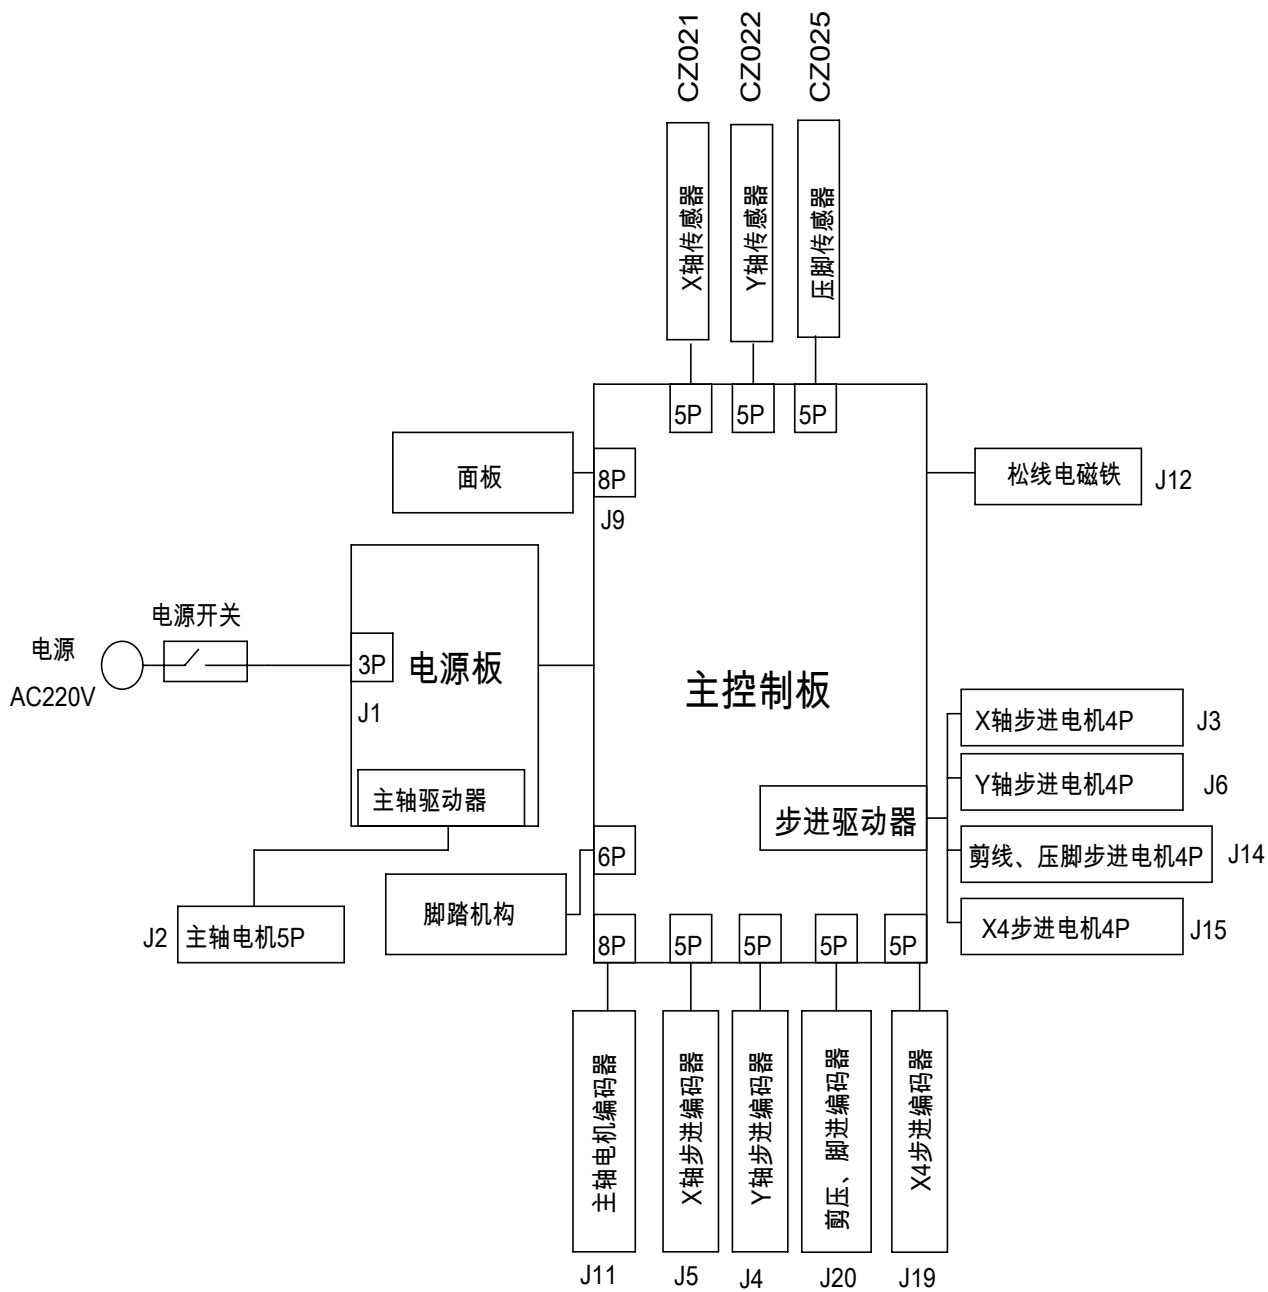 CZ021
CZ022
CZ025
X轴传感器
Y轴传感器
压脚传感器
5P
5P
5P
面板
8P
J9
松线电磁铁
J12
电源开关
电源
AC220V
3P
J1
电源板
主控制板
主轴驱动器
步进驱动器
X轴步进电机4P
J3
Y轴步进电机4P
J6
剪线、压脚步进电机4P
J14
X4步进电机4P
J15
6P
脚踏机构
J2
主轴电机5P
8P
5P
5P
5P
5P
主轴电机编码器
X轴步进编码器
Y轴步进编码器
剪压、脚进编码器
X4步进编码器
J11
J5
J4
J20
J19